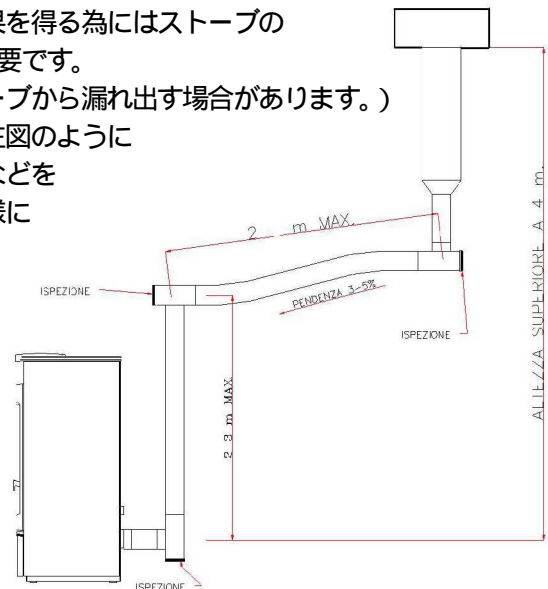 果を得る為にはストーブの
要です。
ーブから漏れ出す場合があります。)
左図のように
などを
様に
2 m MAX.
ISPEZIONE
PENDENZA 3-5%
ISPEZIONE
2 3 m MAX
ALTEZZA SUPERIORE A 4 m.
ISPEZIONE